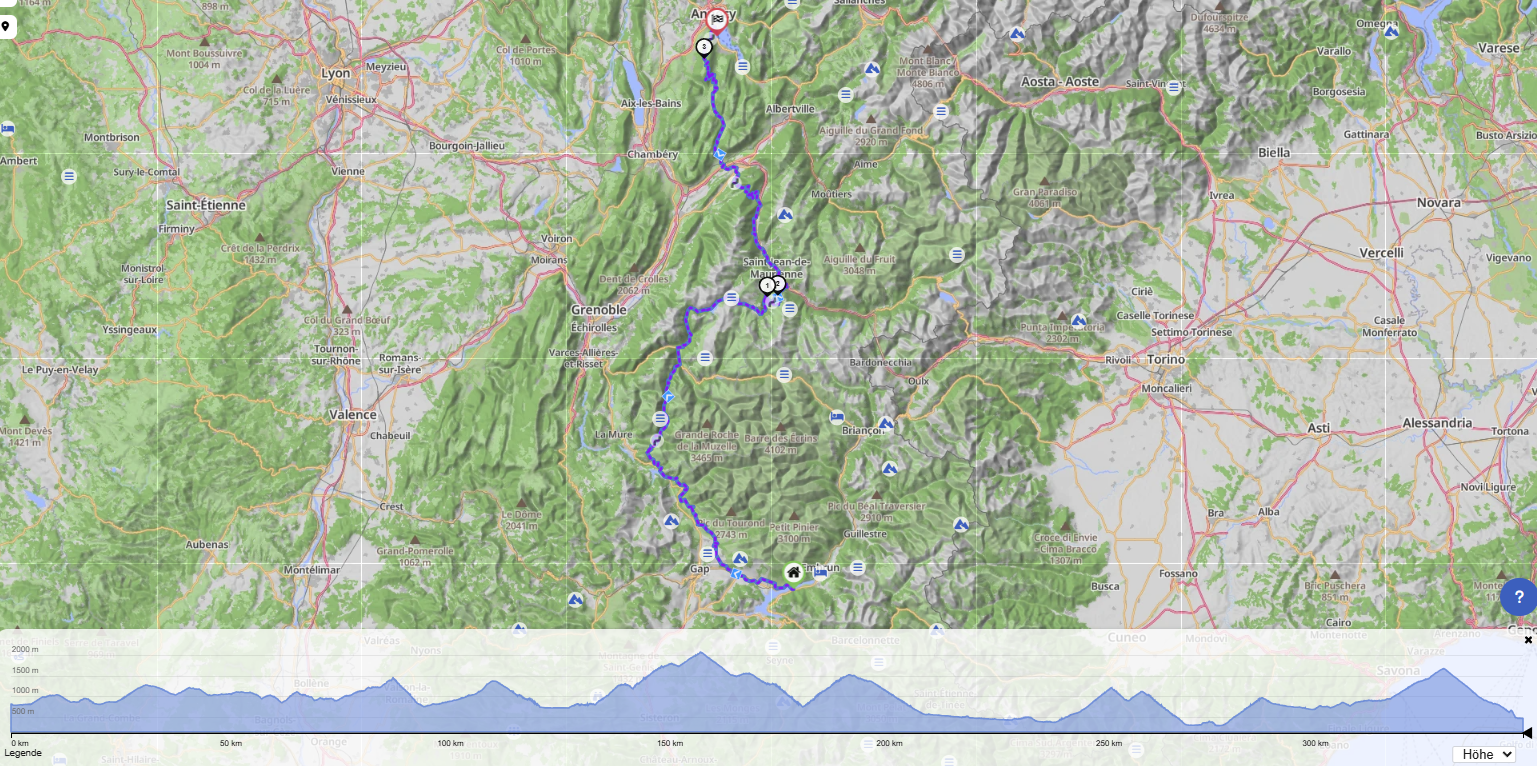 1164 m
898 m
Annecy
Sallanches
Dufourspitze
4634 m
Omegna
Mont Boussuivre
1004 m
Lyon
Meyzieu
Col de Portes
1010 m
3
Mont Blanc
Monte Bianco
4806 m
Aosta - Aoste
Saint-Vincent
Varallo
Varese
Borgosesia
Col de la Luère
715 m
Vénissieux
Aix-les-Bains
Albertville
Aiguille du Grand Fond
2920 m
Gattinara
Busto Arsizio
Montbrison
Ambert
Bourgoin-Jallieu
Chambéry
Aime
Biella
Sury-le-Comtal
Vienne
Moûtiers
Gran Paradiso
4061 m
Ivrea
Novara
Saint-Étienne
Firminy
Voiron
Moirans
Crêt de la Perdrix
1432 m
Saint-Jean-de-
Maurienne
Aiguille du Fruit
3048 m
Vercelli
Vigevano
Monistrol-
sur-Loire
Dent de Crolles
2062 m
1
2
Ciriè
Caselle Torinese
Settimo Torinese
Casale
Monferrato
Col du Grand Bœuf
323 m
Grenoble
Échirolles
Yssingeaux
Punta Imperatoria
2302 m
Tournon-
sur-Rhône
Romans-
sur-Isère
Varces-Allières-
et-Risset
Bardonecchia
Oulx
Rivoli
Torino
Moncalieri
Le Puy-en-Velay
Valence
Chabeuil
La Mure
Grande Roche
de la Muzelle
3465 m
Barre des Écrins
4102 m
Briançon
Asti
Alessandria
Tortona
Mont Devès
1421 m
Novi Ligure
Crest
Le Dôme
2041 m
Pic du Tourond
2743 m
Petit Pinier
3100 m
Pic du Béal Traversier
2910 m
Guillestre
Bra
Alba
Croce di Envie
Cima Bracco
1307 m
Aubenas
Grand-Pomerolle
1062 m
Montélimar
Gap
Embrun
Busca
Fossano
Bric Puschera
851 m
Cairo
?
Valréas
Nyons
Barcelonnette
Cuneo
Mondovì
Montenotte
Arenzano
Varazze
Savona
2000 m
1500 m
1000 m
500 m
Bollène
Seyne
Sisteron
0 km
50 km
100 km
150 km
200 km
250 km
300 km
Orange
Legende
Saint-Hilaire-
Höhe